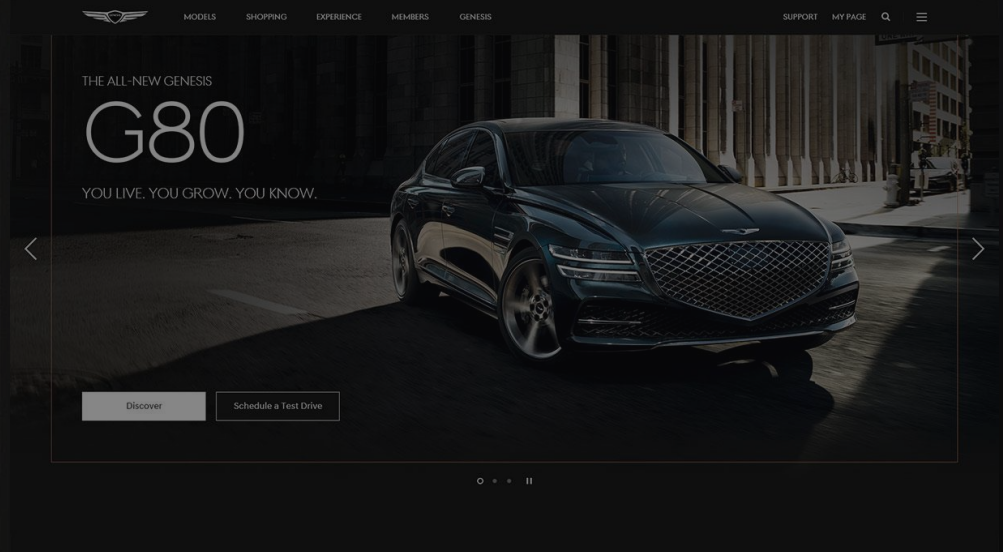 MODELS SHOPPING EXPERIENCE MEMBERS GENESIS SUPPORT MY PAGE
THE ALL-NEW GENESIS
G80
YOU LIVE. YOU GROW. YOU KNOW.
Discover Schedule a Test Drive